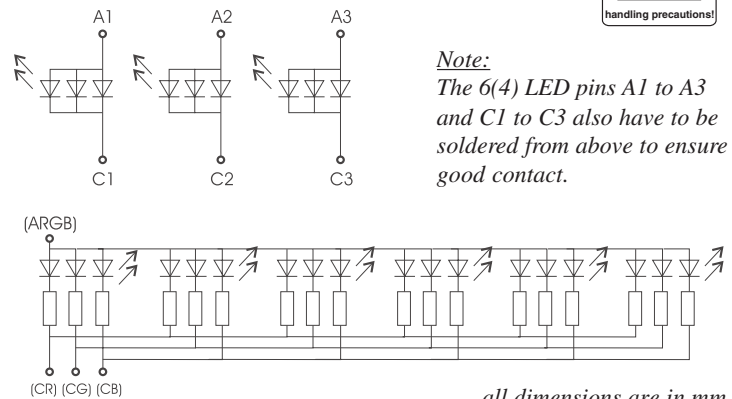 handling precautions!
A1 A2 A3
Note:
The 6(4) LED pins A1 to A3
and C1 to C3 also have to be
soldered from above to ensure
good contact.
C1 C2 C3
(ARGB)
(CR) (CG) (CB)
all dimensions are in mm